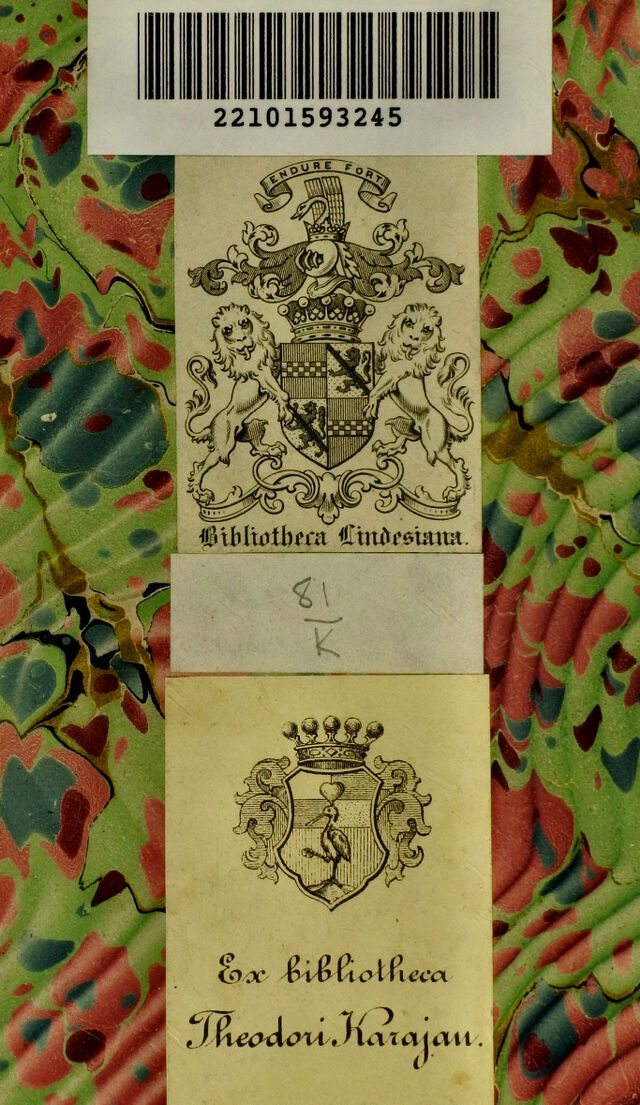 22101593245
ENDURE FORT
Bibliotheca Lindesiana.
81
K
Ex bibliotheca
Theodori Karajan.